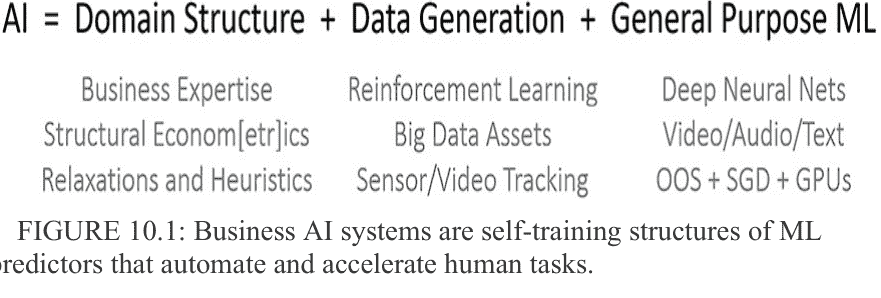 AI = Domain Structure + Data Generation + General Purpose ML
Business Expertise Reinforcement Learning Deep Neural Nets
Structural Econom[etr]ics Big Data Assets Video/Audio/Text
Relaxations and Heuristics Sensor/Video Tracking OOS + SGD + GPUs
FIGURE 10.1: Business AI systems are self-training structures of ML
predictors that automate and accelerate human tasks.